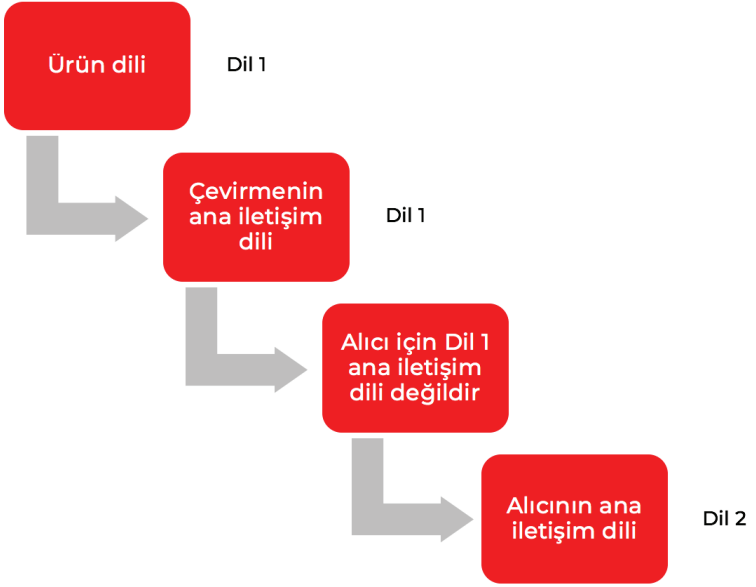 Ürün dili
Dil 1
Çevirmenin
ana iletişim
dili
Dil 1
Alıcı için Dil 1
ana iletişim
dili değildir
Alıcının ana
iletişim dili
Dil 2